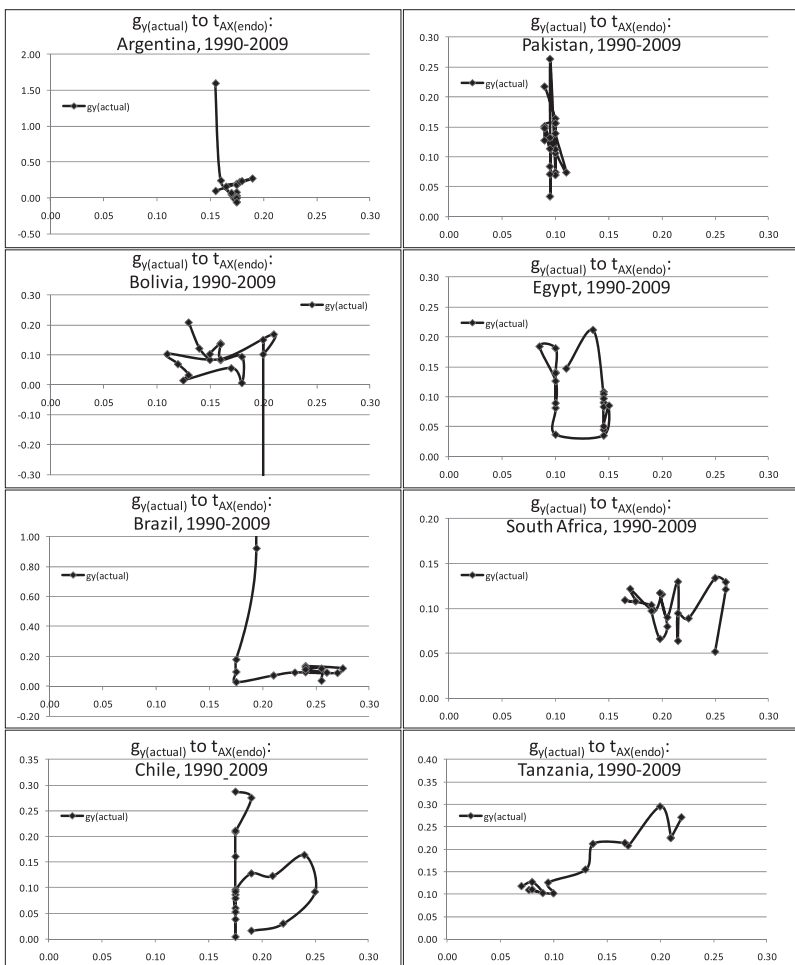 gy(actual) to tAX(endo):
Argentina, 1990-2009
2.00
1.50
gy(actual)
1.00
0.50
0.00
0.00 0.05 0.10 0.15 0.20 0.25 0.30
-0.50
gy(actual) to tAX(endo):
Pakistan, 1990-2009
0.30
0.25
gy(actual)
0.20
0.15
0.10
0.05
0.00
0.00 0.05 0.10 0.15 0.20 0.25 0.30
gy(actual) to tAX(endo):
Bolivia, 1990-2009
0.30
gy(actual)
0.20
0.10
0.00
0.00 0.05 0.10 0.15 0.20 0.25 0.30
-0.10
-0.20
-0.30
gy(actual) to tAX(endo):
Egypt, 1990-2009
0.30
0.25
gy(actual)
0.20
0.15
0.10
0.05
0.00
0.00 0.05 0.10 0.15 0.20 0.25 0.30
gy(actual) to tAX(endo):
Brazil, 1990-2009
1.00
0.80
gy(actual)
0.60
0.40
0.20
0.00
0.00 0.05 0.10 0.15 0.20 0.25 0.30
-0.20
gy(actual) to tAX(endo):
South Africa, 1990-2009
0.20
0.15
gy(actual)
0.10
0.05
0.00
0.00 0.05 0.10 0.15 0.20 0.25 0.30
gy(actual) to tAX(endo):
Chile, 1990_2009
0.35
0.30
0.25
gy(actual)
0.20
0.15
0.10
0.05
0.00
0.00 0.05 0.10 0.15 0.20 0.25 0.30
gy(actual) to tAX(endo):
Tanzania, 1990-2009
0.40
0.35
0.30
gy(actual)
0.25
0.20
0.15
0.10
0.05
0.00
0.00 0.05 0.10 0.15 0.20 0.25 0.30